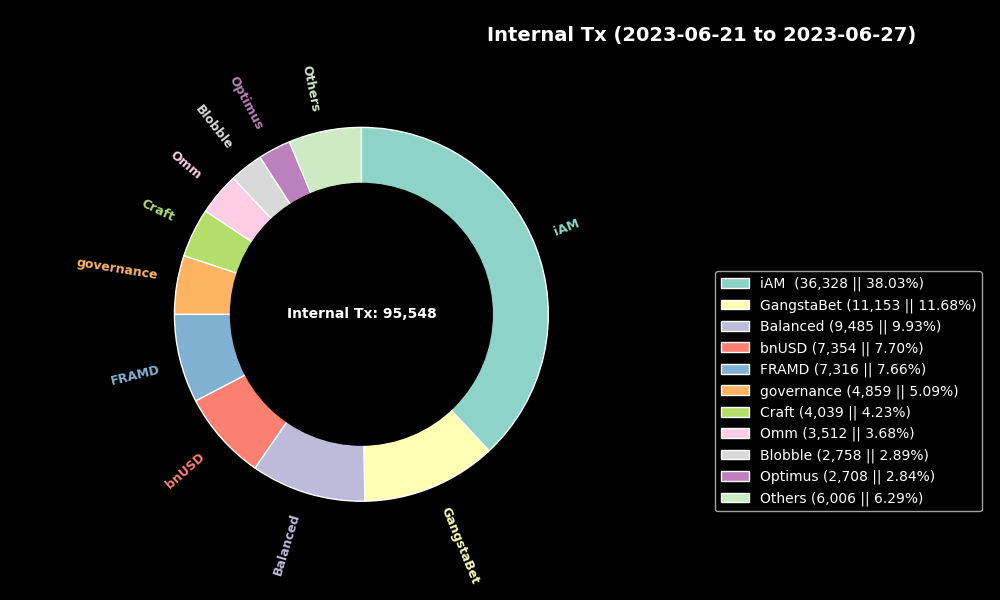 Internal Tx (2023-06-21 to 2023-06-27)
Others
Optimus
Blobble
Omm
Craft
governance
FRAMD
bnUSD
Balanced
GangstaBet
iAM
Internal Tx: 95,548
iAM  (36,328 || 38.03%)
GangstaBet (11,153 || 11.68%)
Balanced (9,485 || 9.93%)
bnUSD (7,354 || 7.70%)
FRAMD (7,316 || 7.66%)
governance (4,859 || 5.09%)
Craft (4,039 || 4.23%)
Omm (3,512 || 3.68%)
Blobble (2,758 || 2.89%)
Optimus (2,708 || 2.84%)
Others (6,006 || 6.29%)